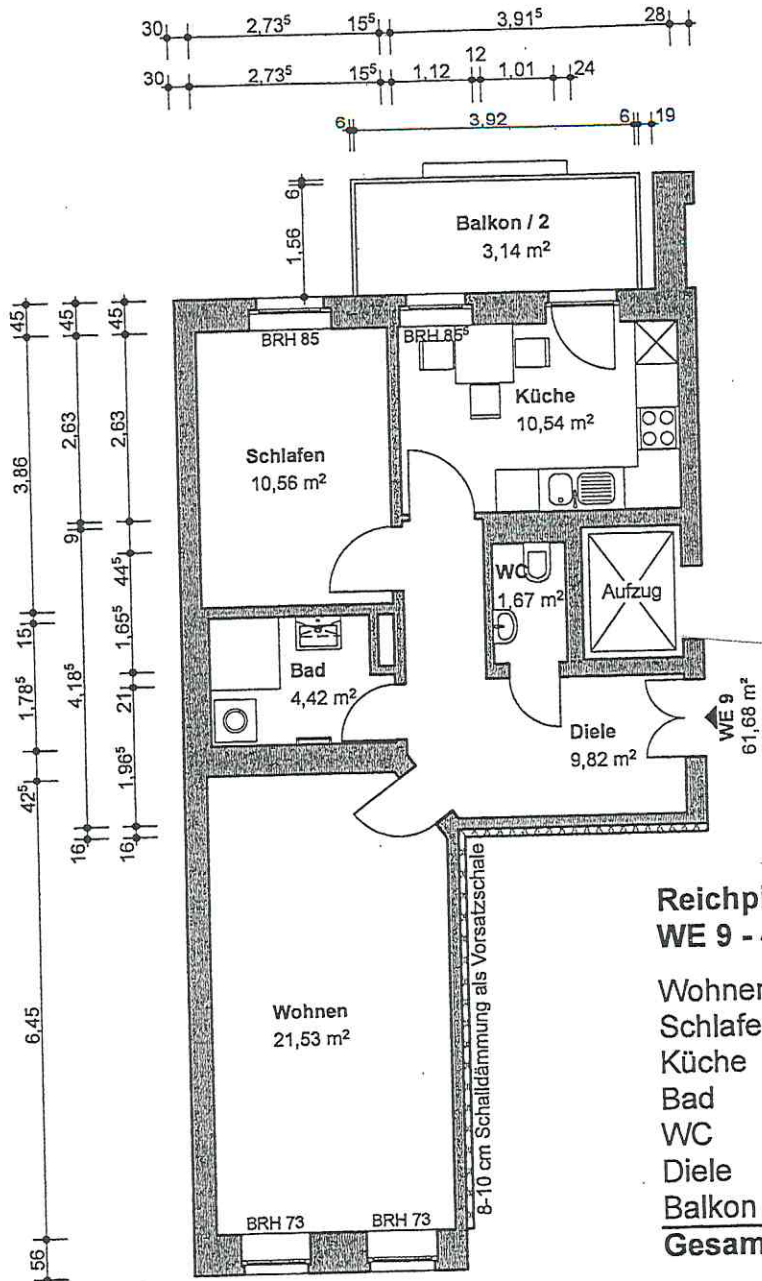 30 2,73⁵ 15⁵ 3,91⁵ 28
12
30 2,73⁵ 15⁵ 1,12 1,01 24
6 3,92 6 19
6
1,56
Balkon / 2
3,14 m²
45 45 45
BRH 85
BRH 85⁵
Küche
10,54 m²
2,63 2,63
3,86
Schlafen
10,56 m²
9
44⁵
WC
1,67 m²
Aufzug
15
1,65⁵
Bad
4,42 m²
1,78⁵
4,18⁵
21
Diele
9,82 m²
WE 9
61,68 m²
42⁵
1,96⁵
16 16
8-10 cm Schalldämmung als Vorsatzschale
Wohnen
21,53 m²
6,45
BRH 73 BRH 73
56
Reichp
WE 9 -
Wohnen
Schlafe
Küche
Bad
WC
Diele
Balkon
Gesam